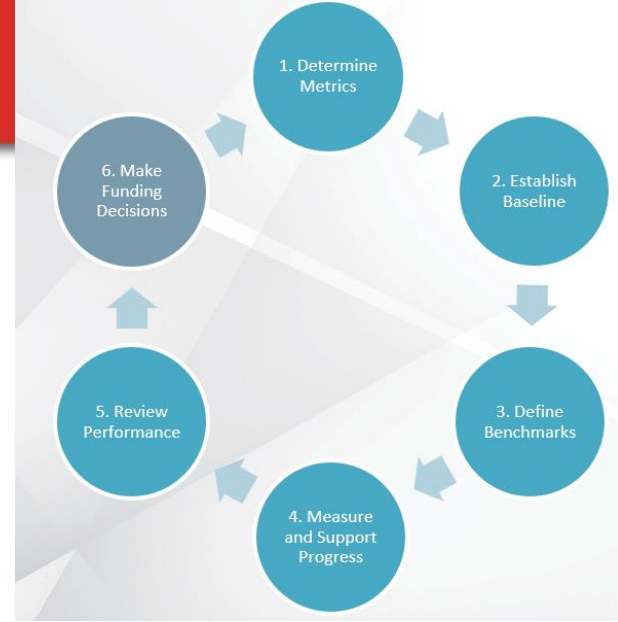 1. Determine
Metrics
2. Establish
Baseline
3. Define
Benchmarks
4. Measure
and Support
Progress
5. Review
Performance
6. Make
Funding
Decisions